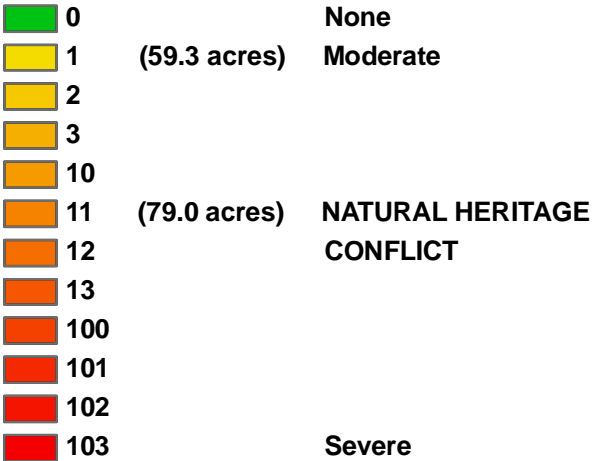 0 None
1 (59.3 acres) Moderate
2
3
10
11 (79.0 acres) NATURAL HERITAGE
12 CONFLICT
13
100
101
102
103 Severe